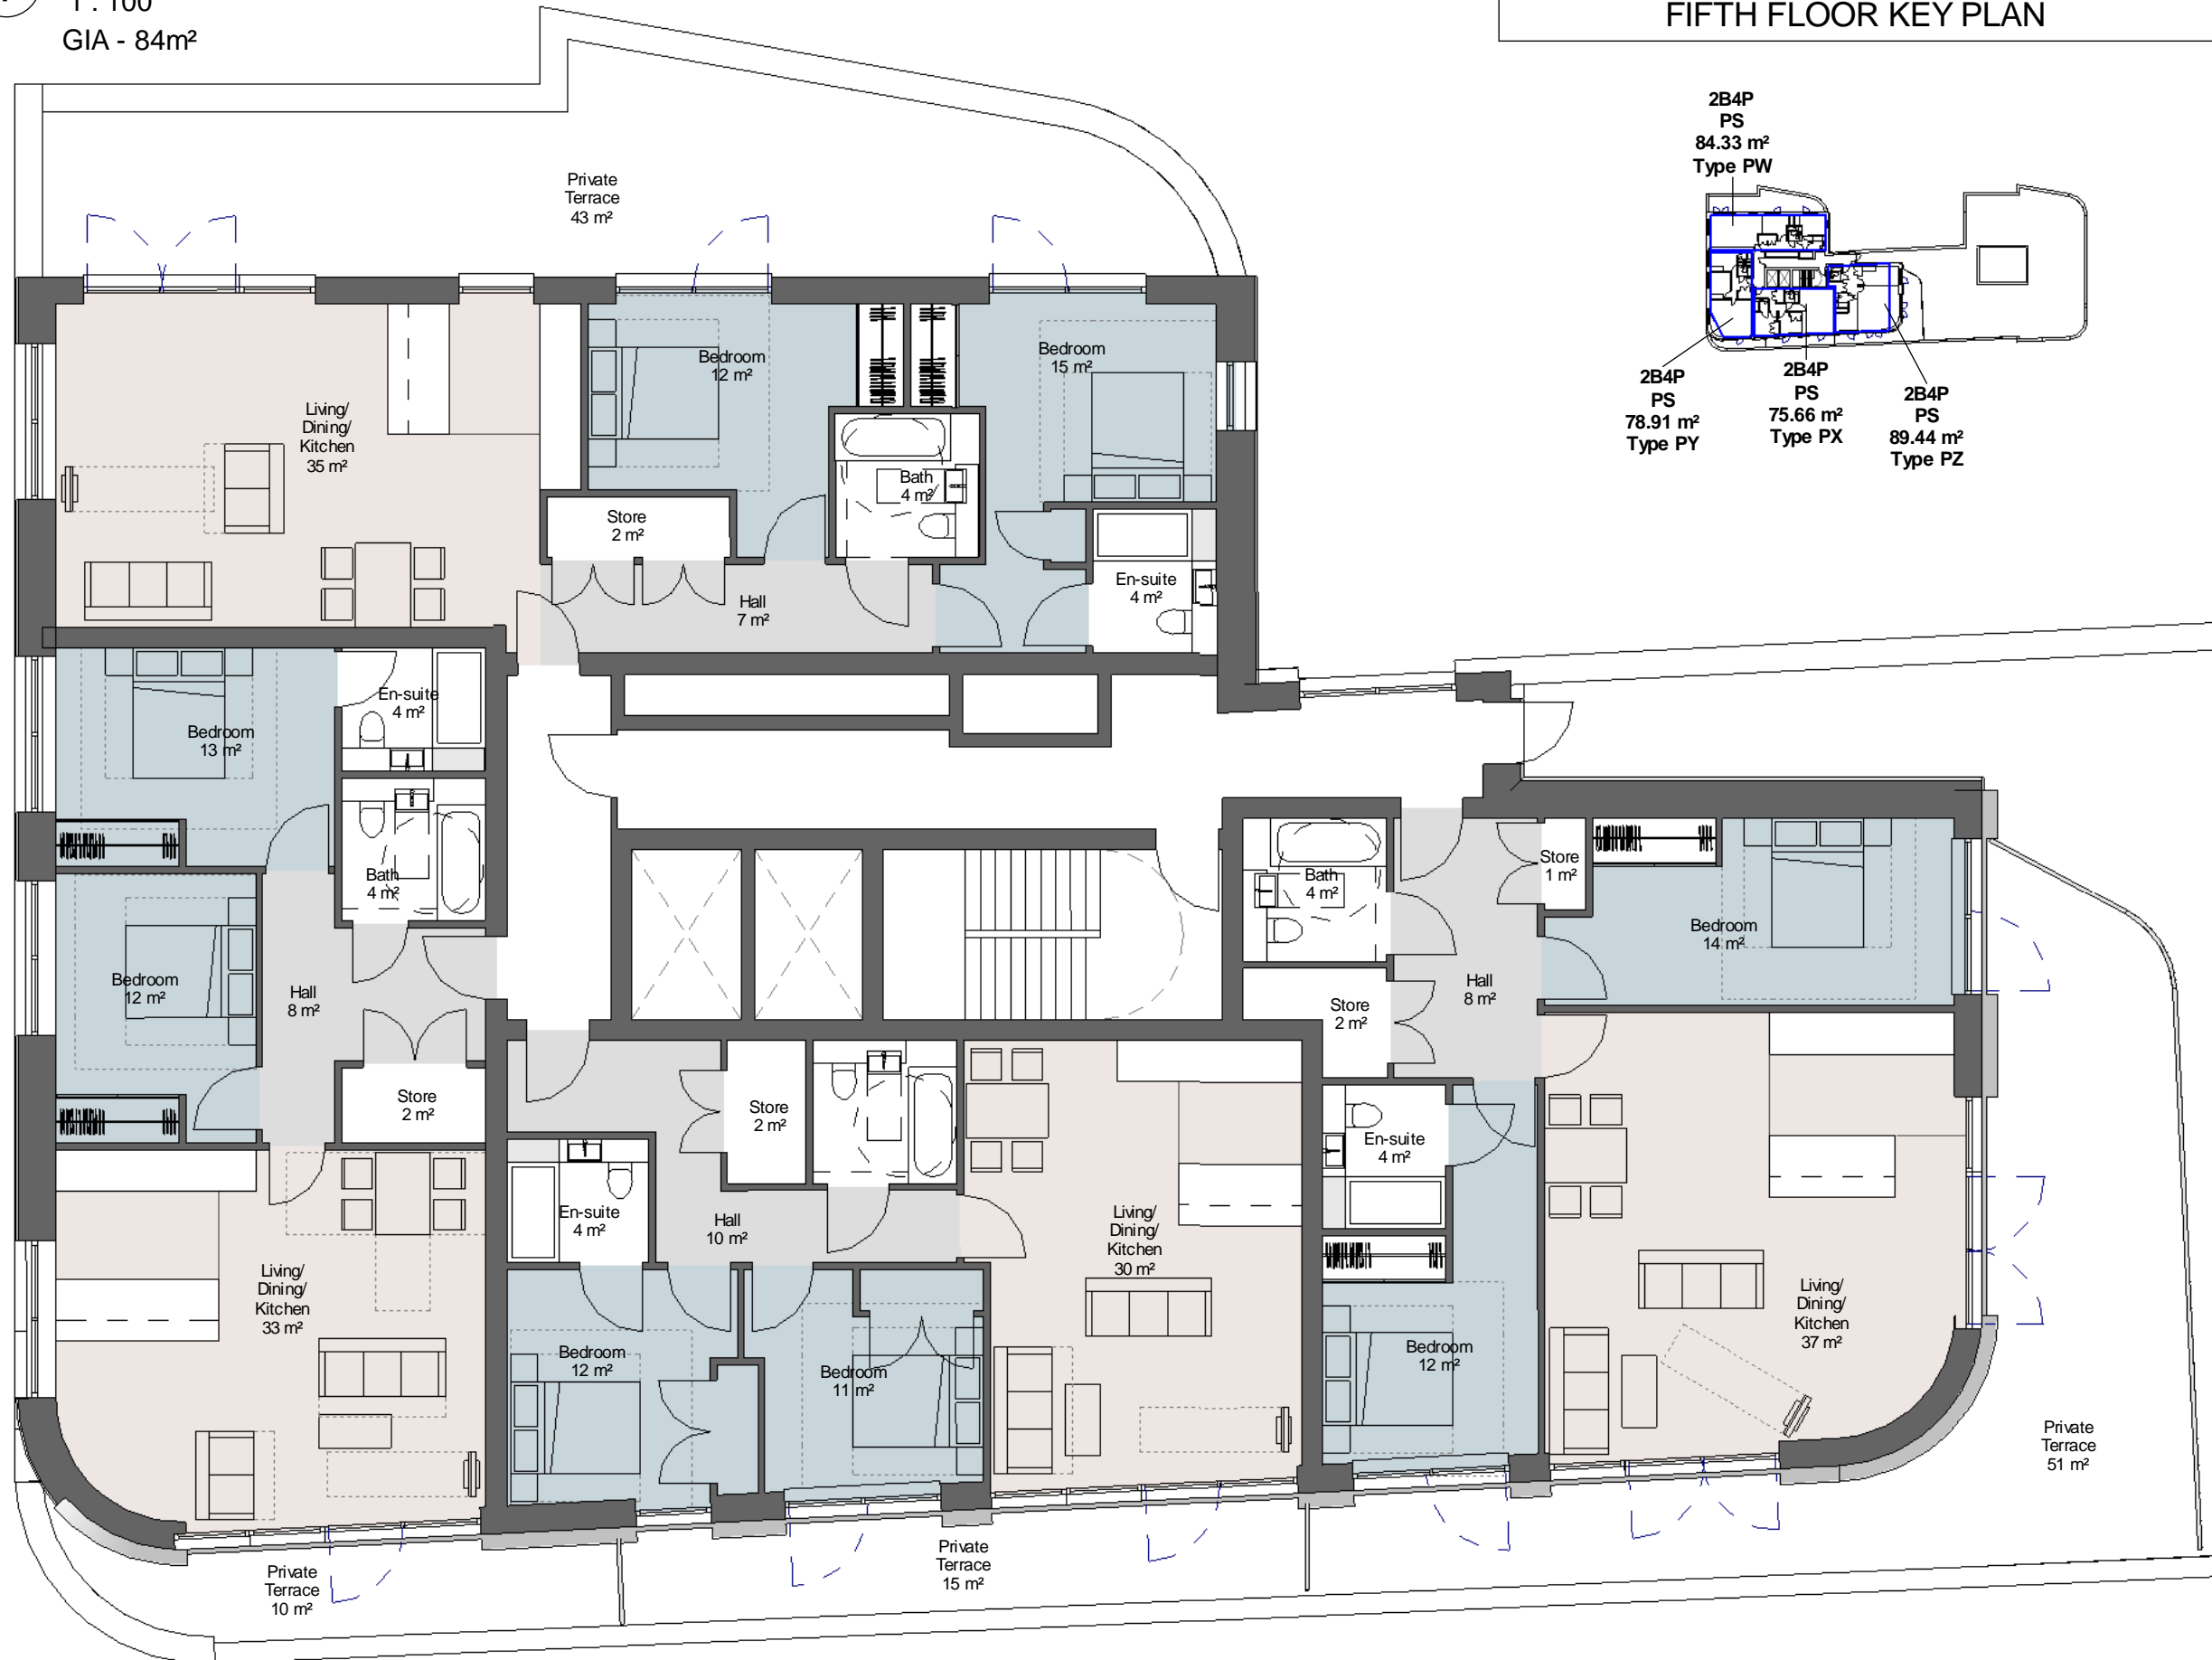 1 : 100
GIA - 84m²
FIFTH FLOOR KEY PLAN
2B4P
PS
84.33 m²
Type PW
2B4P
PS
78.91 m²
Type PY
2B4P
PS
75.66 m²
Type PX
2B4P
PS
89.44 m²
Type PZ
Private
Terrace
43 m²
Living/
Dining/
Kitchen
35 m²
Bedroom
12 m²
Bedroom
15 m²
Bath
4 m²
Store
2 m²
Hall
7 m²
En-suite
4 m²
Bedroom
13 m²
En-suite
4 m²
Bath
4 m²
Bedroom
12 m²
Hall
8 m²
Store
2 m²
Living/
Dining/
Kitchen
33 m²
Private
Terrace
10 m²
Store
2 m²
En-suite
4 m²
Hall
10 m²
Bedroom
12 m²
Bedroom
11 m²
Living/
Dining/
Kitchen
30 m²
Private
Terrace
15 m²
Bath
4 m²
Store
1 m²
Bedroom
14 m²
Hall
8 m²
Store
2 m²
En-suite
4 m²
Bedroom
12 m²
Living/
Dining/
Kitchen
37 m²
Private
Terrace
51 m²